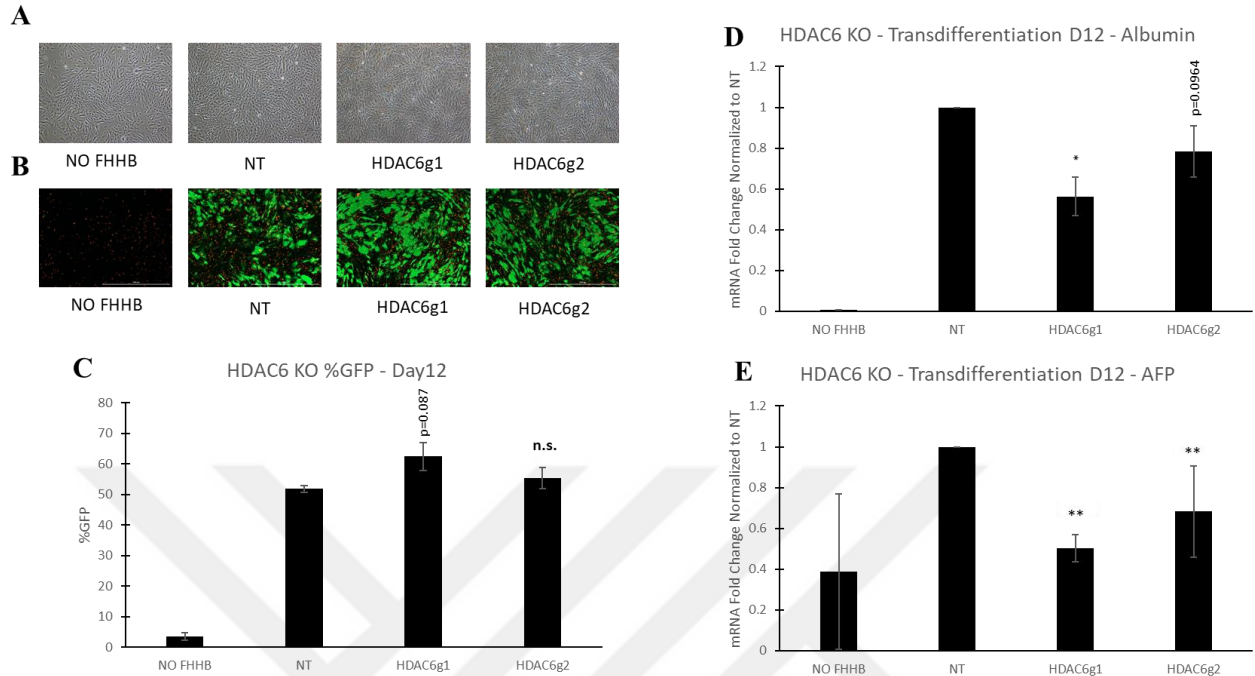 A
NO FHHB
NT
HDAC6g1
HDAC6g2
B
NO FHHB
NT
HDAC6g1
HDAC6g2
C
HDAC6 KO %GFP - Day12
%GFP
80
70
60
50
40
30
20
10
0
p=0.087
n.s.
NO FHHB
NT
HDAC6g1
HDAC6g2
D
HDAC6 KO - Transdifferentiation D12 - Albumin
mRNA Fold Change Normalized to NT
1.2
1
0.8
0.6
0.4
0.2
0
*
p=0.0964
NO FHHB
NT
HDAC6g1
HDAC6g2
E
HDAC6 KO - Transdifferentiation D12 - AFP
mRNA Fold Change Normalized to NT
1.2
1
0.8
0.6
0.4
0.2
0
**
**
NO FHHB
NT
HDAC6g1
HDAC6g2